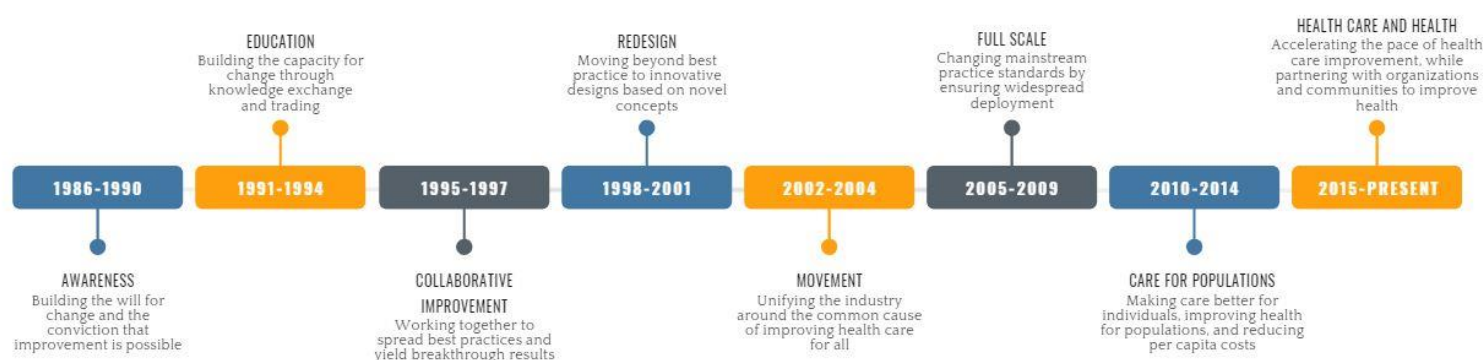 EDUCATION
Building the capacity for
change through
knowledge exchange
and trading
REDESIGN
Moving beyond best
practice to innovative
designs based on novel
concepts
FULL SCALE
Changing mainstream
practice standards by
ensuring widespread
deployment
HEALTH CARE AND HEALTH
Accelerating the pace of health
care improvement, while
partnering with organizations
and communities to improve
health
1986-1990
1991-1994
1995-1997
1998-2001
2002-2004
2005-2009
2010-2014
2015-PRESENT
AWARENESS
Building the will for
change and the
conviction that
improvement is possible
COLLABORATIVE
IMPROVEMENT
Working together to
spread best practices and
yield breakthrough results
MOVEMENT
Unifying the industry
around the common cause
of improving health care
for all
CARE FOR POPULATIONS
Making care better for
individuals, improving health
for populations, and reducing
per capita costs